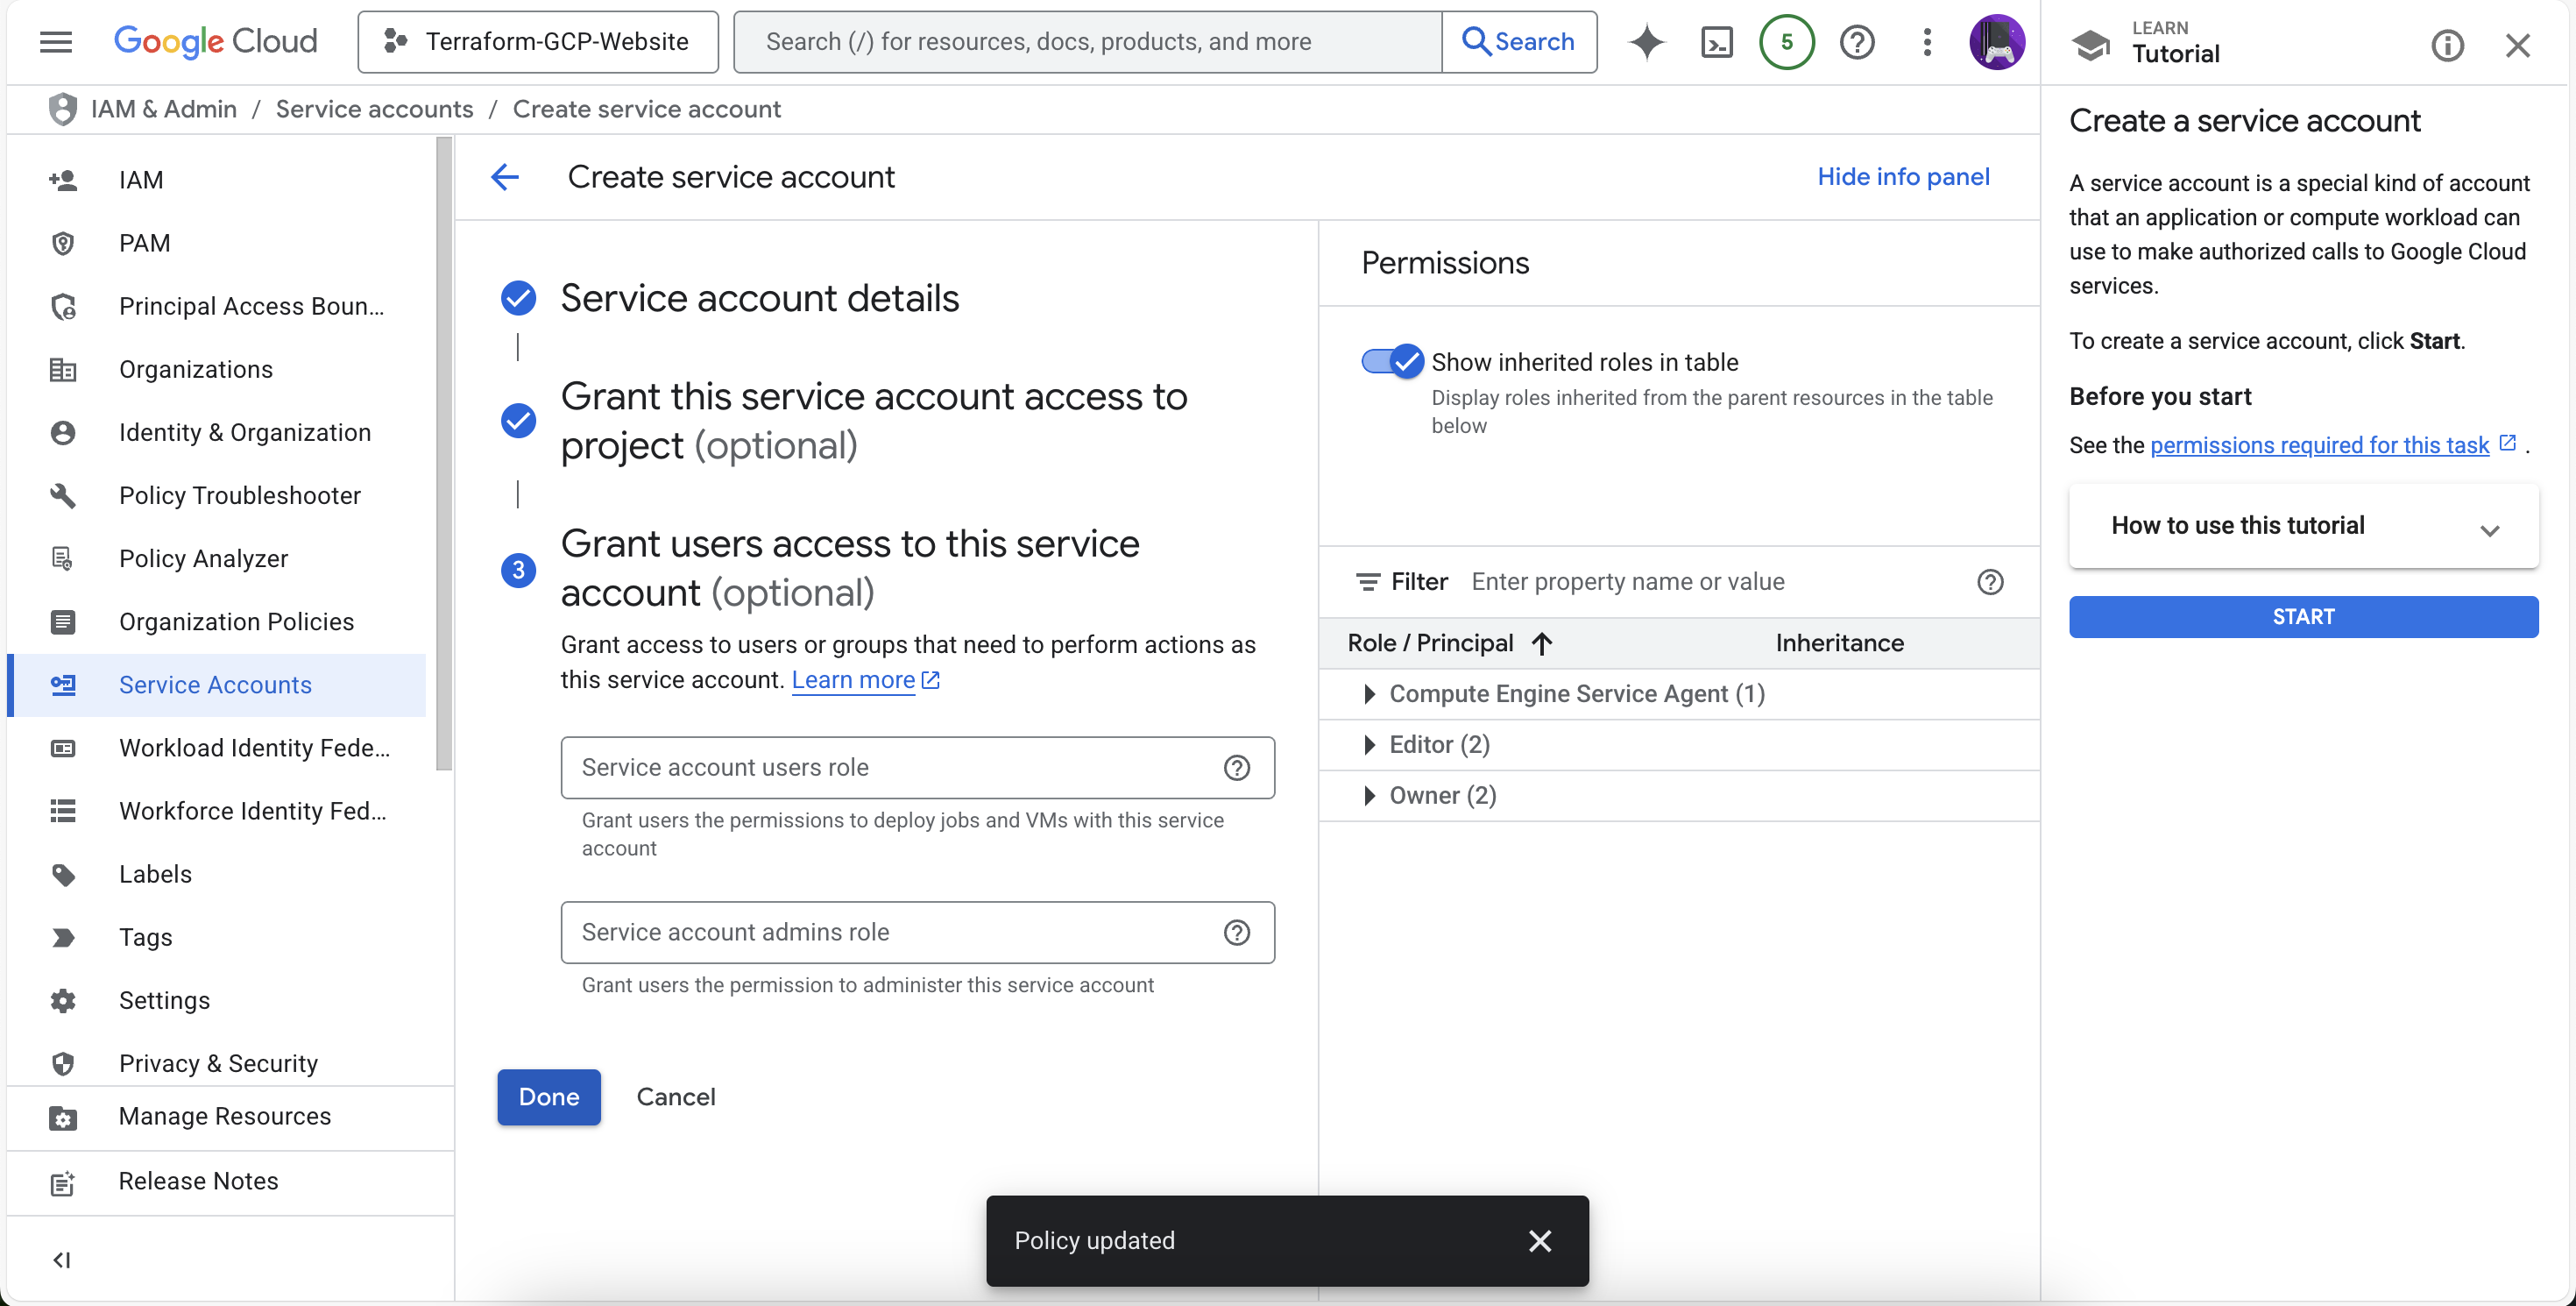 Google Cloud
Terraform-GCP-Website
Search (/) for resources, docs, products, and more
Search
5
LEARN
Tutorial
IAM & Admin / Service accounts / Create service account
IAM
PAM
Principal Access Boun...
Organizations
Identity & Organization
Policy Troubleshooter
Policy Analyzer
Organization Policies
Service Accounts
Workload Identity Fede...
Workforce Identity Fed...
Labels
Tags
Settings
Privacy & Security
Manage Resources
Release Notes
Create service account
Hide info panel
Service account details
Grant this service account access to
project (optional)
3
Grant users access to this service
account (optional)
Grant access to users or groups that need to perform actions as
this service account. Learn more
Service account users role
Grant users the permissions to deploy jobs and VMs with this service
account
Service account admins role
Grant users the permission to administer this service account
Done
Cancel
Permissions
Show inherited roles in table
Display roles inherited from the parent resources in the table
below
Filter Enter property name or value
Role / Principal Inheritance
Compute Engine Service Agent (1)
Editor (2)
Owner (2)
Policy updated
Create a service account
A service account is a special kind of account
that an application or compute workload can
use to make authorized calls to Google Cloud
services.
To create a service account, click Start.
Before you start
See the permissions required for this task .
How to use this tutorial
START